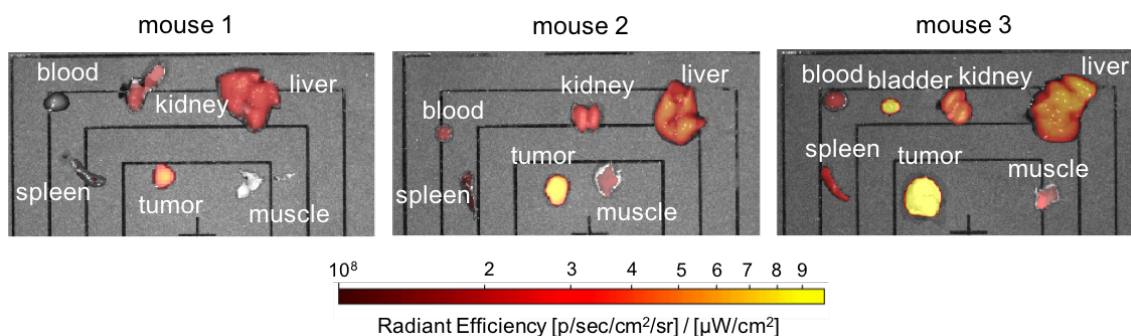 mouse 1
mouse 2
mouse 3
blood
kidney
liver
spleen
tumor
muscle
blood
kidney
liver
spleen
tumor
muscle
blood
bladder
kidney
liver
spleen
tumor
muscle
10⁸ 2 3 4 5 6 7 8 9
Radiant Efficiency [p/sec/cm²/sr] / [µW/cm²]